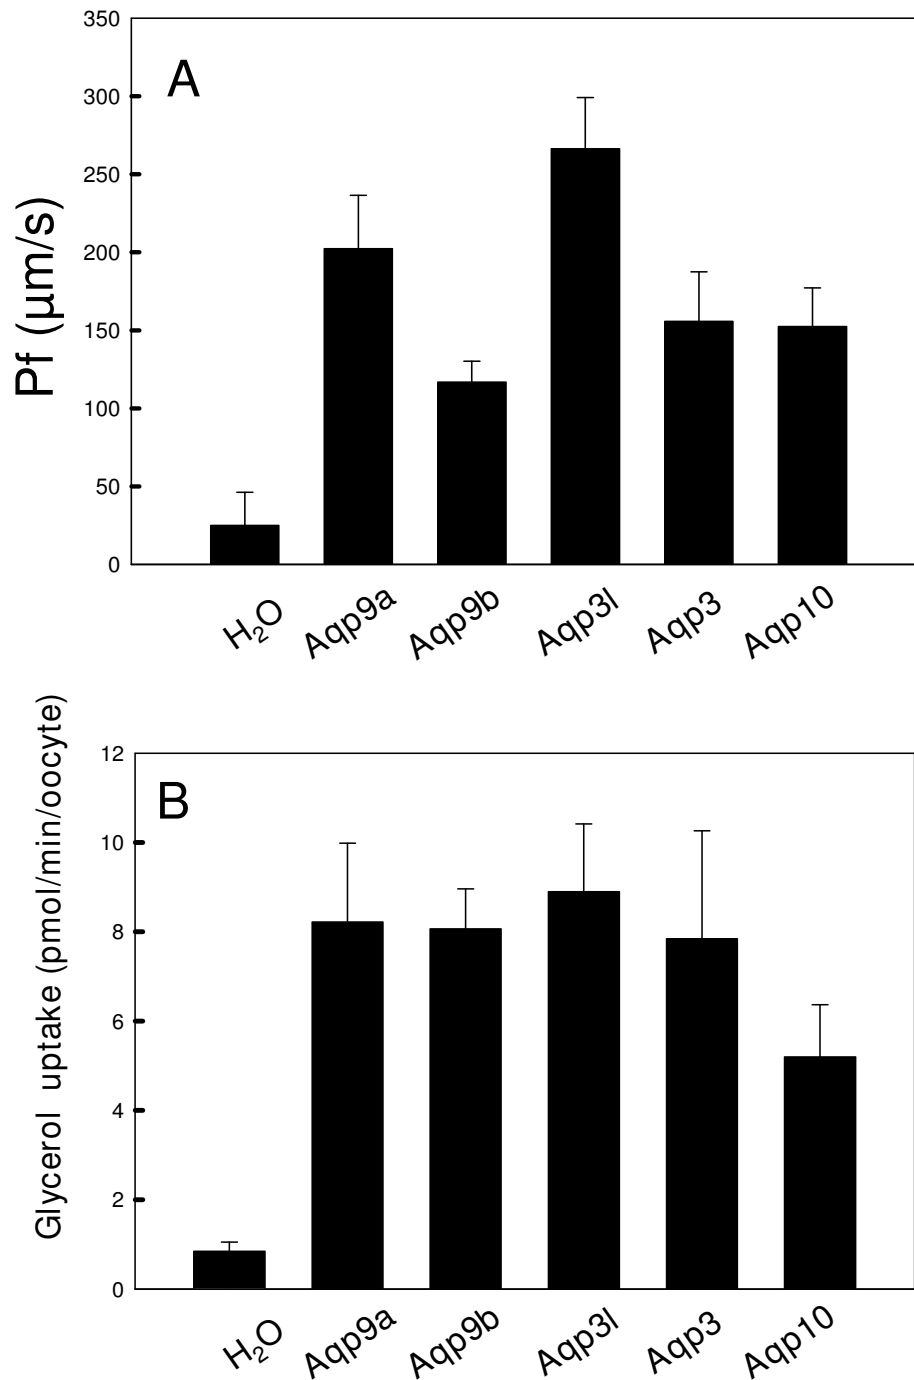 350
A
300
250
200
150
100
50
0
Pf (µm/s)
H₂O Aqp9a Aqp9b Aqp3l Aqp3 Aqp10
12
B
10
8
6
4
2
0
Glycerol uptake (pmol/min/oocyte)
H₂O Aqp9a Aqp9b Aqp3l Aqp3 Aqp10